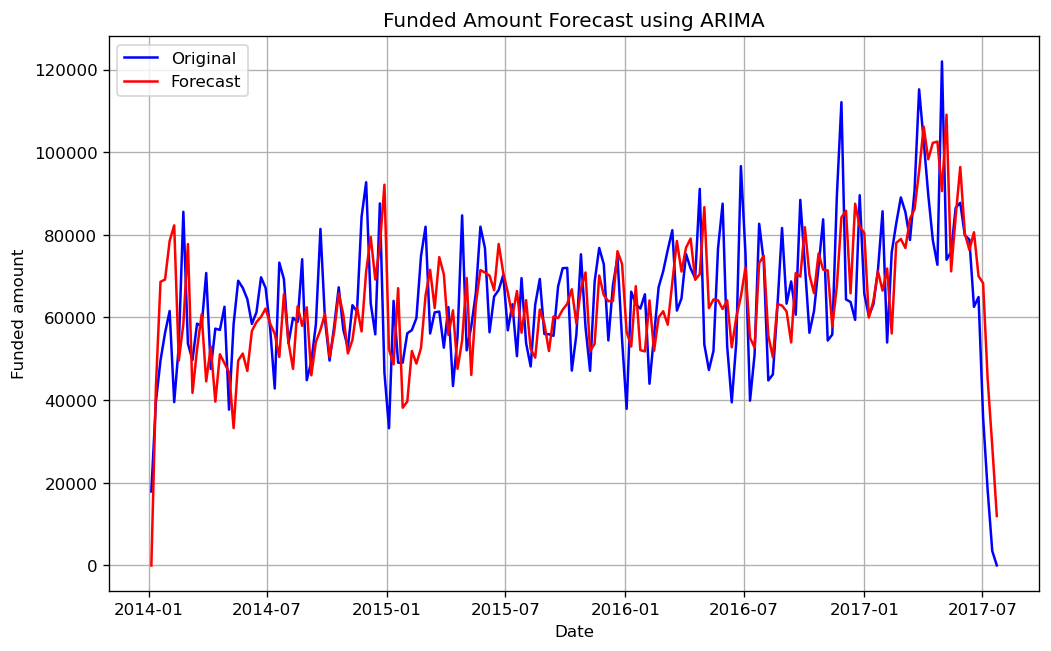 Funded Amount Forecast using ARIMA
Original
Forecast
Funded amount
120000
100000
80000
60000
40000
20000
0
2014-01 2014-07 2015-01 2015-07 2016-01 2016-07 2017-01 2017-07
Date